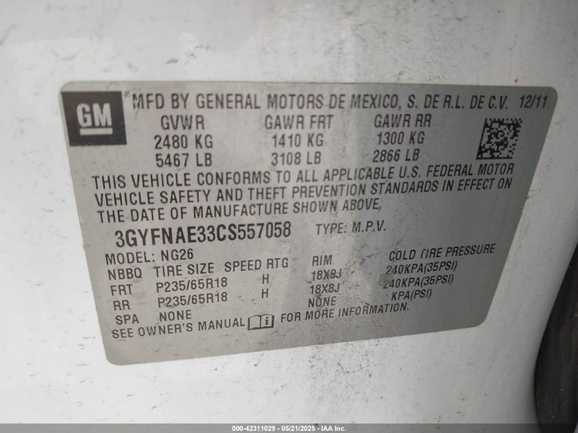 GM
MFD BY GENERAL MOTORS DE MEXICO, S. DE R.L. DE C.V. 12/11
GVWR GAWR FRT GAWR RR
2480 KG 1410 KG 1300 KG
5467 LB 3108 LB 2866 LB
THIS VEHICLE CONFORMS TO ALL APPLICABLE U.S. FEDERAL MOTOR
VEHICLE SAFETY AND THEFT PREVENTION STANDARDS IN EFFECT ON
THE DATE OF MANUFACTURE SHOWN ABOVE.
3GYFNAE33CS557058 TYPE: M.P.V.
MODEL: NG26
NBBQ TIRE SIZE SPEED RTG RIM COLD TIRE PRESSURE
FRT P235/65R18 H 18X8J 240KPA(35PSI)
RR P235/65R18 H 18X8J 240KPA(35PSI)
SPA NONE NONE KPA(PSI)
SEE OWNER'S MANUAL i FOR MORE INFORMATION.
000-42311029 - 05/21/2025 - IAAI.COM